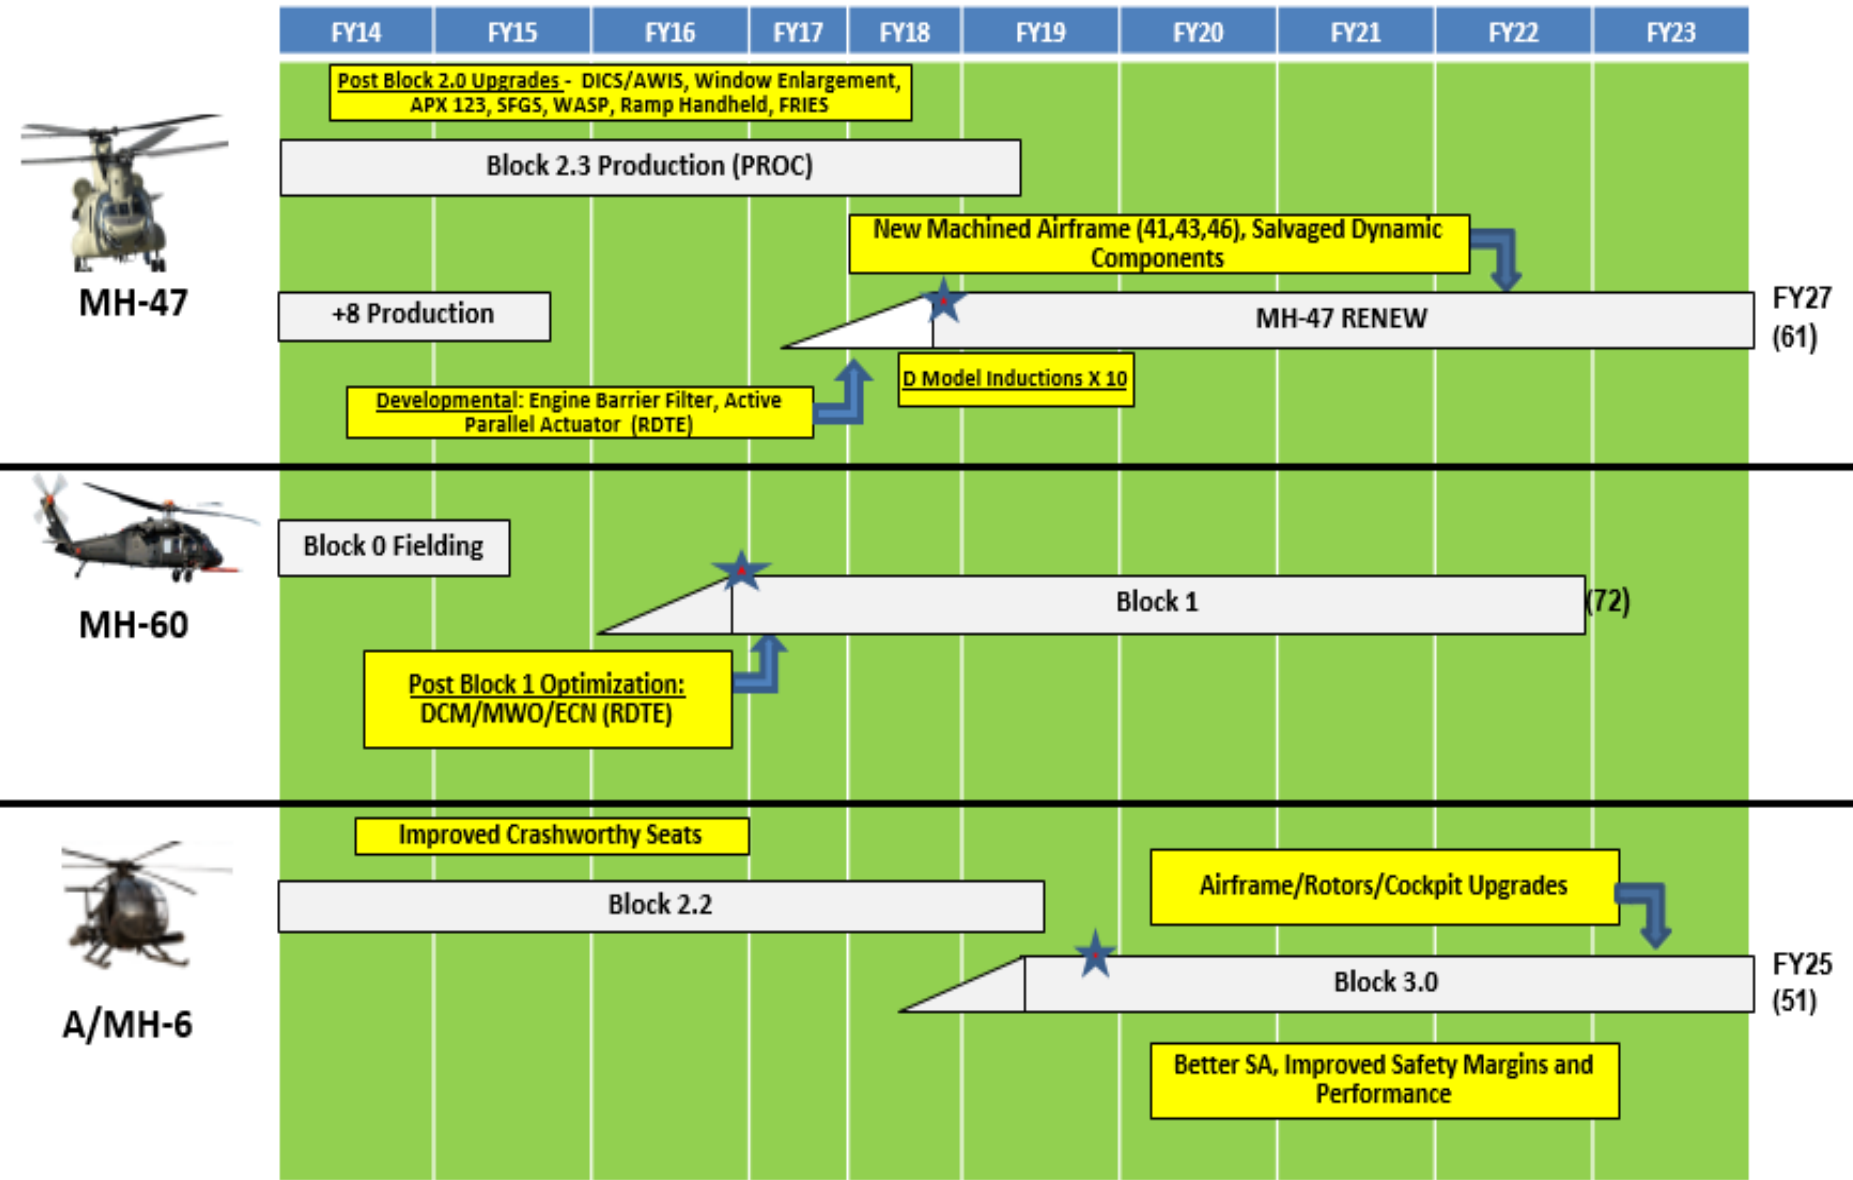 FY14 FY15 FY16 FY17 FY18 FY19 FY20 FY21 FY22 FY23
Post Block 2.0 Upgrades - DICS/AWIS, Window Enlargement,
APX 123, SFGS, WASP, Ramp Handheld, FRIES
Block 2.3 Production (PROC)
New Machined Airframe (41,43,46), Salvaged Dynamic
Components
MH-47
+8 Production
MH-47 RENEW
FY27
(61)
D Model Inductions X 10
Developmental: Engine Barrier Filter, Active
Parallel Actuator (RDTE)
Block 0 Fielding
MH-60
Block 1
(72)
Post Block 1 Optimization:
DCM/MWO/ECN (RDTE)
Improved Crashworthy Seats
Airframe/Rotors/Cockpit Upgrades
Block 2.2
A/MH-6
Block 3.0
FY25
(51)
Better SA, Improved Safety Margins and
Performance